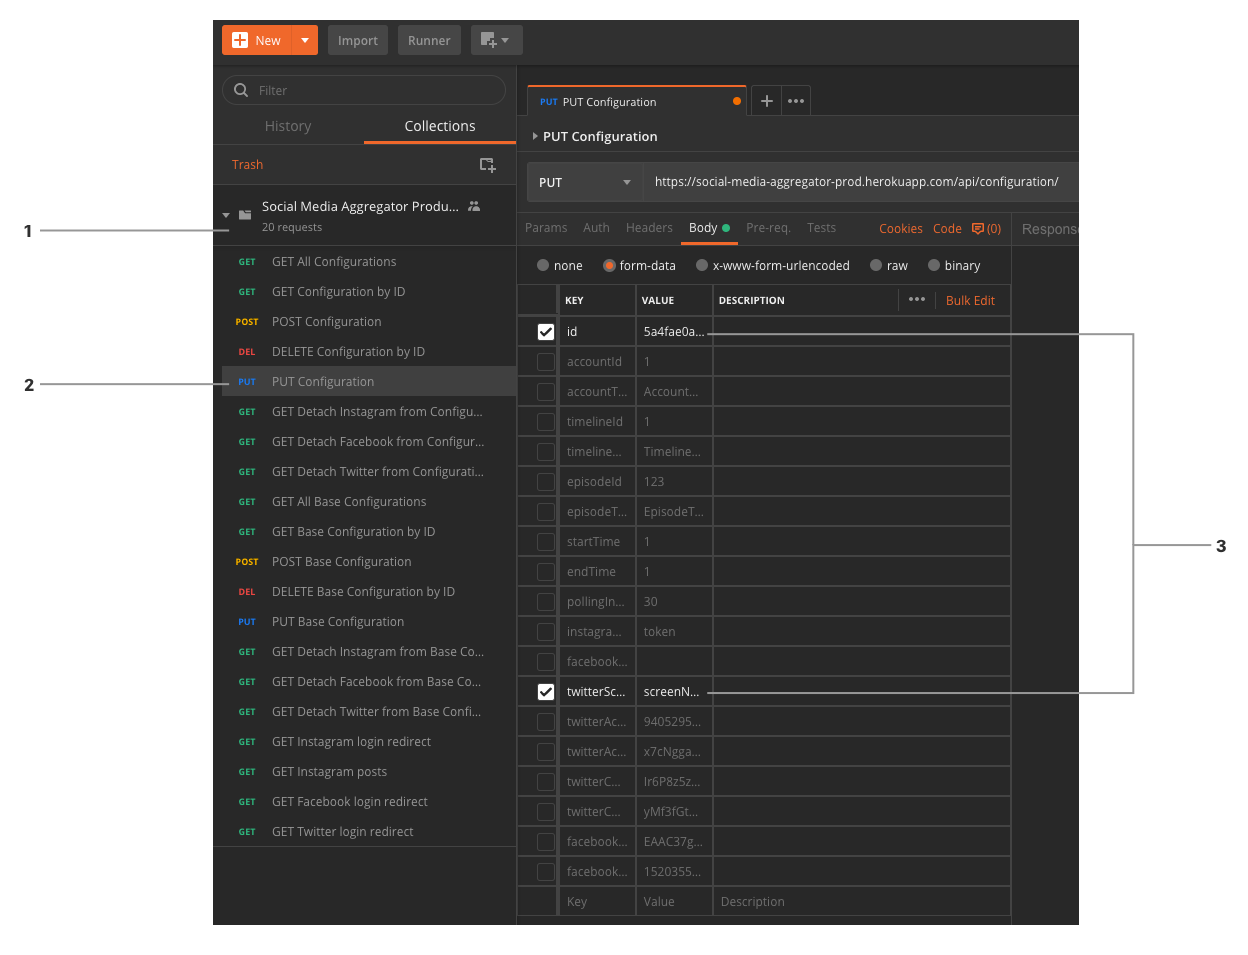 New
Import
Runner
Filter
History
Collections
Trash
Social Media Aggregator Produ...
20 requests
1
GET GET All Configurations
GET GET Configuration by ID
POST POST Configuration
DEL DELETE Configuration by ID
2
PUT PUT Configuration
GET GET Detach Instagram from Configu...
GET GET Detach Facebook from Configur...
GET GET Detach Twitter from Configurati...
GET GET All Base Configurations
GET GET Base Configuration by ID
POST POST Base Configuration
DEL DELETE Base Configuration by ID
PUT PUT Base Configuration
GET GET Detach Instagram from Base Co...
GET GET Detach Facebook from Base Co...
GET GET Detach Twitter from Base Confi...
GET GET Instagram login redirect
GET GET Instagram posts
GET GET Facebook login redirect
GET GET Twitter login redirect
PUT PUT Configuration
PUT Configuration
PUT https://social-media-aggregator-prod.herokuapp.com/api/configuration/
Params Auth Headers Body Pre-req. Tests Cookies Code (0)
Response
none form-data x-www-form-urlencoded raw binary
KEY VALUE DESCRIPTION Bulk Edit
id 5a4fae0a...
accountId 1
accountT... Account...
timelineId 1
timeline... Timeline...
episodeId 123
episodeT... EpisodeT...
startTime 1
endTime 1
3
pollingIn... 30
instagra... token
facebook...
twitterSc... screenN...
twitterAc... 9405295...
twitterAc... x7cNgga...
twitterC... Ir6P8z5z...
twitterC... yMf3fGt...
facebook... EAAC37g...
facebook... 1520355...
Key Value Description